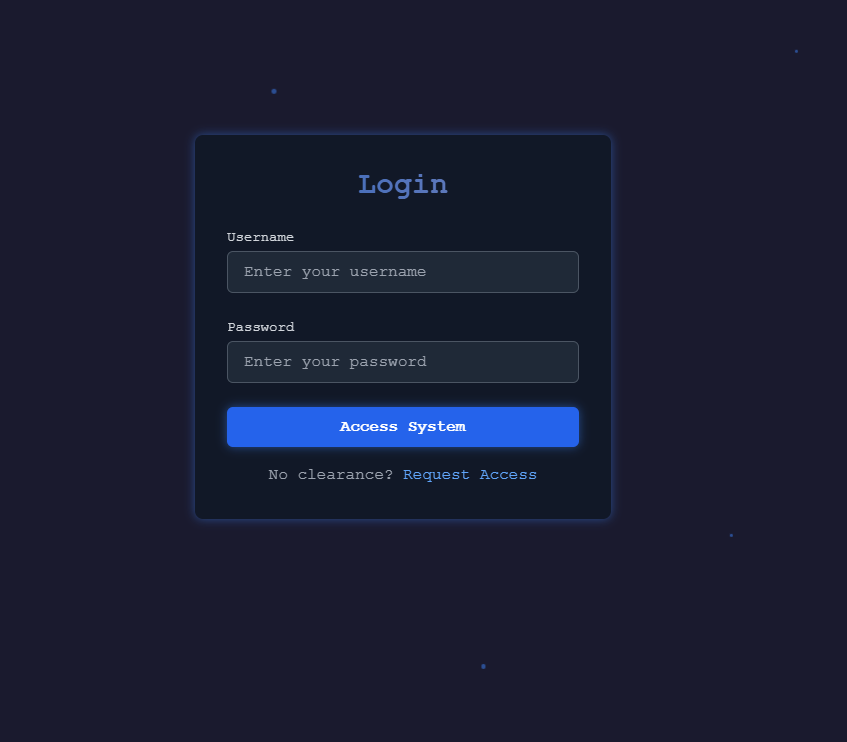 Login
Username
Enter your username
Password
Enter your password
Access System
No clearance? Request Access